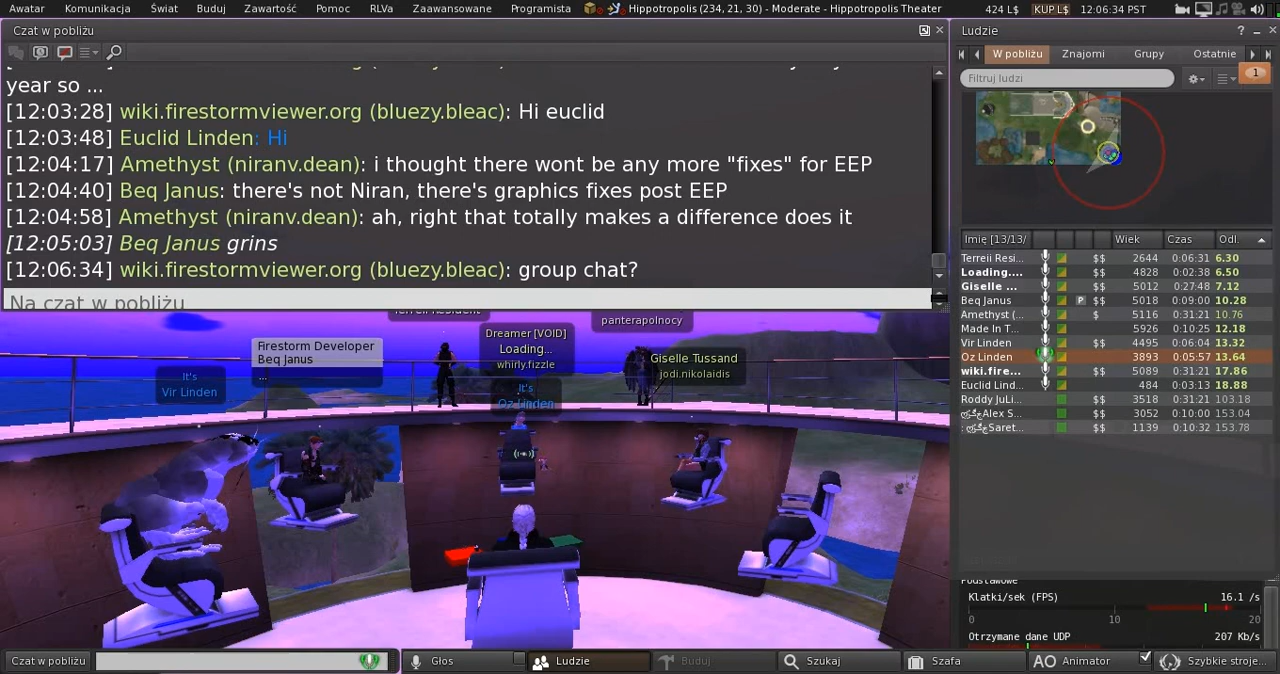 Awatar Komunikacja Świat Buduj Zawartość Pomoc RLVa Zaawansowane Programista Hippotropolis (234, 21, 30) - Moderate - Hippotropolis Theater 424 L$ KUP L$ 12:06:34 PST
Czat w pobliżu
year so ...
[12:03:28] wiki.firestormviewer.org (bluezy.bleac): Hi euclid
[12:03:48] Euclid Linden: Hi
[12:04:17] Amethyst (niranv.dean): i thought there wont be any more "fixes" for EEP
[12:04:40] Beq Janus: there's not Niran, there's graphics fixes post EEP
[12:04:58] Amethyst (niranv.dean): ah, right that totally makes a difference does it
[12:05:03] Beq Janus grins
[12:06:34] wiki.firestormviewer.org (bluezy.bleac): group chat?
Na czat w pobliżu
Terreii Resident
panterapolnocy
Dreamer [VOID]
Loading...
whirly.fizzle
Firestorm Developer
Beq Janus
...
Giselle Tussand
jodi.nikolaidis
It's
Vir Linden
It's
Oz Linden
Ludzie
? _ ×
W pobliżu Znajomi Grupy Ostatnie
Filtruj ludzi
1
Imię [13/13/ Wiek Czas Odl.
Terreii Resi... $$ 2644 0:06:31 6.30
Loading.... $$ 4828 0:02:38 6.50
Giselle ... $$ 5012 0:27:48 7.12
Beq Janus P $$ 5018 0:09:00 10.28
Amethyst (... $ 5116 0:31:21 10.76
Made In T... 5926 0:10:25 12.18
Vir Linden $$ 4495 0:06:04 13.32
Oz Linden 3893 0:05:57 13.64
wiki.fire... $$ 5089 0:31:21 17.86
Euclid Lind... 484 0:03:13 18.88
Roddy JuLi... $$ 3518 0:31:21 103.18
Alex S... $$ 3052 0:10:00 153.04
Saret... $$ 1139 0:10:32 153.78
Podstawowe
Klatki/sek (FPS) 16.1 /s
0 10 20
Otrzymane dane UDP 207 Kb/s
Czat w pobliżu Głos Ludzie Buduj Szukaj Szafa AO Animator Szybkie stroje...